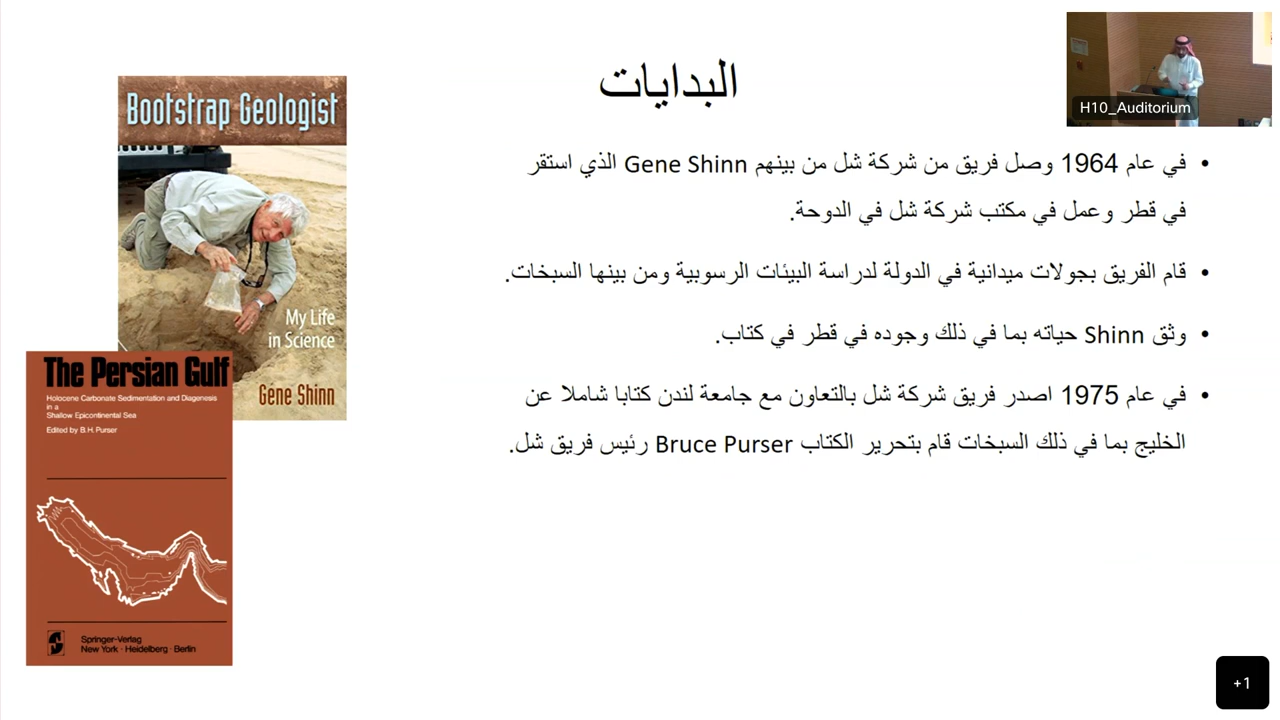 البدايات
H10_Auditorium
في عام 1964 وصل فريق من شركة شل من بينهم Gene Shinn الذي استقر
في قطر وعمل في مكتب شركة شل في الدوحة.
قام الفريق بجولات ميدانية في الدولة لدراسة البيئات الرسوبية ومن بينها السبخات.
وثق Shinn حياته بما في ذلك وجوده في قطر في كتاب.
في عام 1975 اصدر فريق شركة شل بالتعاون مع جامعة لندن كتابا شاملا عن
الخليج بما في ذلك السبخات قام بتحرير الكتاب Bruce Purser رئيس فريق شل.
Bootstrap Geologist
My Life
in Science
Gene Shinn
The Persian Gulf
Holocene Carbonate Sedimentation and Diagenesis
in a
Shallow Epicontinental Sea
Edited by B.H. Purser
Springer-Verlag
New York · Heidelberg · Berlin
+1